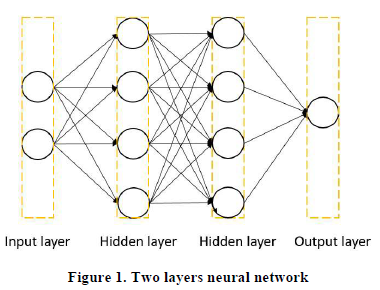 Input layer Hidden layer Hidden layer Output layer
Figure 1. Two layers neural network